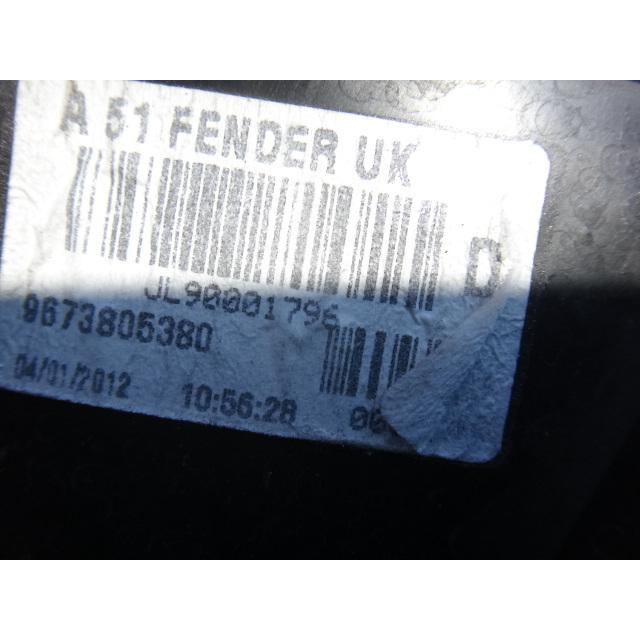 A 51 FENDER UK
D
JL90001796
9673805380
04/01/2012 10:56:28